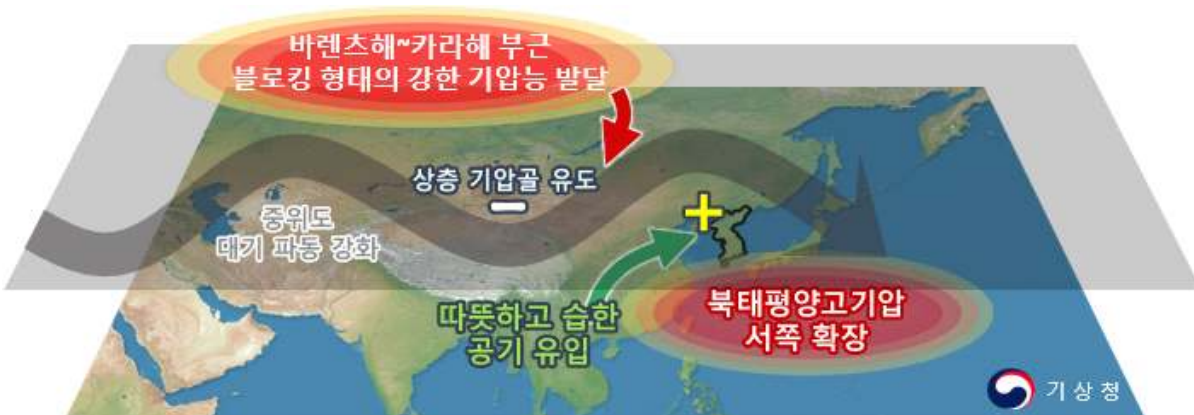 바렌츠해~카라해 부근
블로킹 형태의 강한 기압능 발달
상층 기압골 유도
중위도
대기 파동 강화
따뜻하고 습한
공기 유입
북태평양고기압
서쪽 확장
기상청